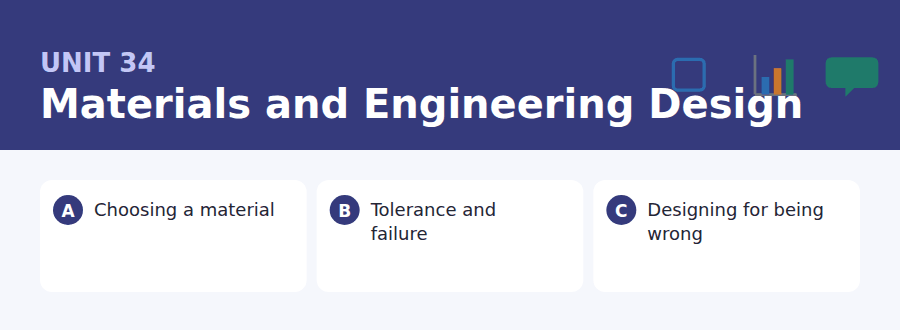 UNIT 34
Materials and Engineering Design
A
Choosing a material
B
Tolerance and
failure
C
Designing for being
wrong